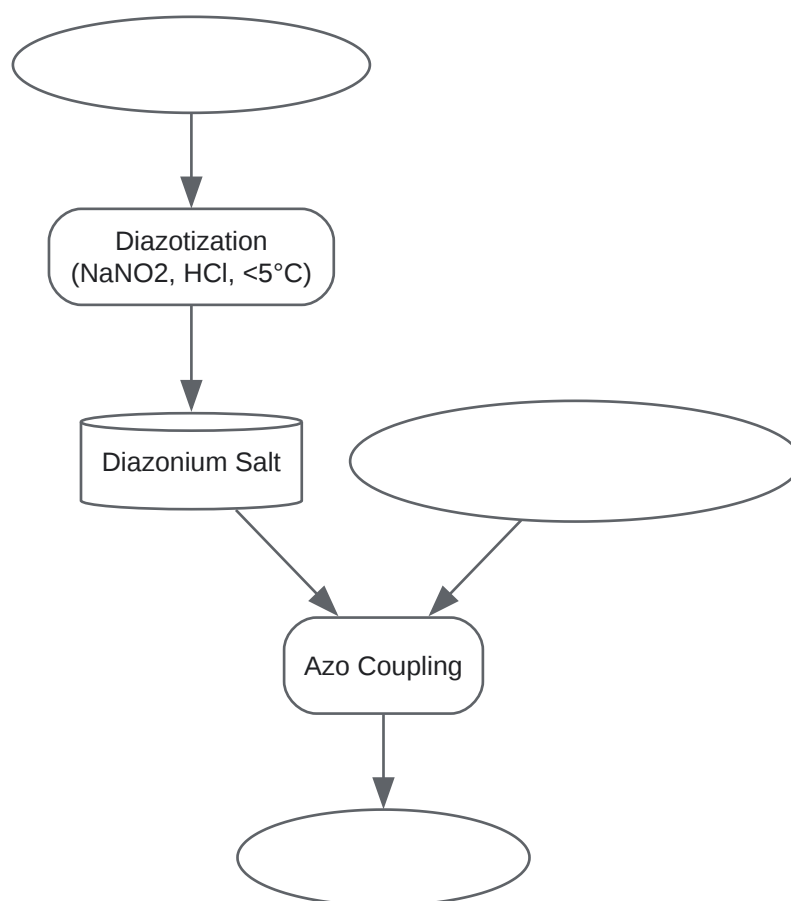 Diazotization
(NaNO2, HCl, <5°C)
Diazonium Salt
Azo Coupling